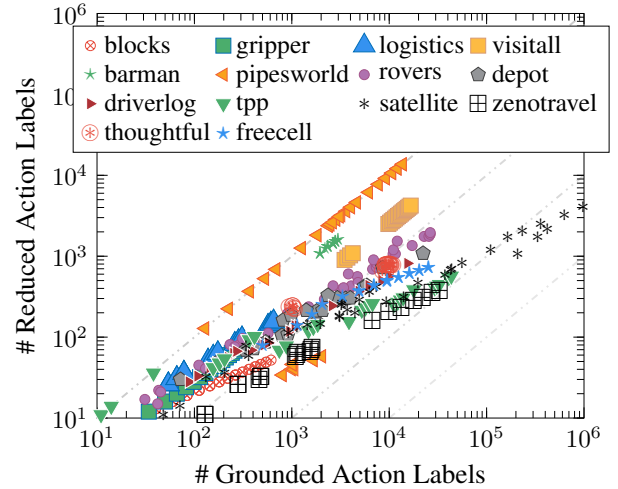 10^6
blocks gripper logistics visitall
barman pipesworld rovers depot
driverlog tpp satellite zenotravel
thoughtful freecell
10^4
10^3
10^2
10^1
10^1 10^2 10^3 10^4 10^5 10^6
# Grounded Action Labels
# Reduced Action Labels